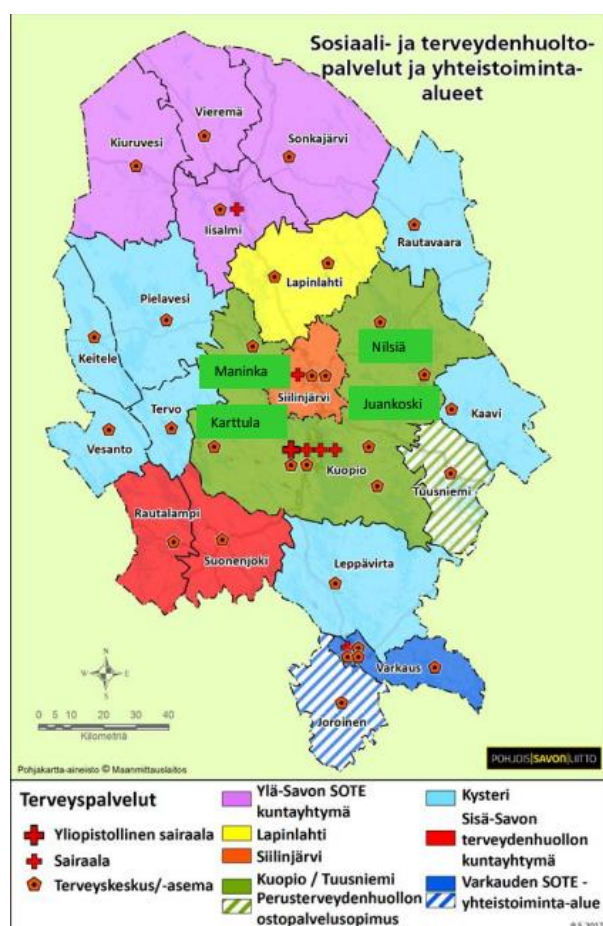 Sosiaali- ja terveydenhuolto-
palvelut ja yhteistoiminta-
alueet
Vieremä
Kiuruvesi
Sonkajärvi
Iisalmi
Rautavaara
Lapinlahti
Pielavesi
Keitele
Nilsiä
Maninka
Siilinjärvi
Juankoski
Kaavi
Tervo
Karttula
Vesanto
Kuopio
Tuusniemi
Rautalampi
Suonenjoki
Leppävirta
Varkaus
Joroinen
N
W
E
S
0 5 10 20 30 40
Kilometriä
Pohjakartta-aineisto © Maanmittauslaitos
POHJOIS|SAVON|LIITTO
Terveyspalvelut
Yliopistollinen sairaala
Sairaala
Terveyskeskus/-asema
Ylä-Savon SOTE
kuntayhtymä
Lapinlahti
Siilinjärvi
Kuopio / Tuusniemi
Perusterveydenhuollon
ostopalvelusopimus
Kysteri
Sisä-Savon
terveydenhuollon
kuntayhtymä
Varkauden SOTE -
yhteistoiminta-alue